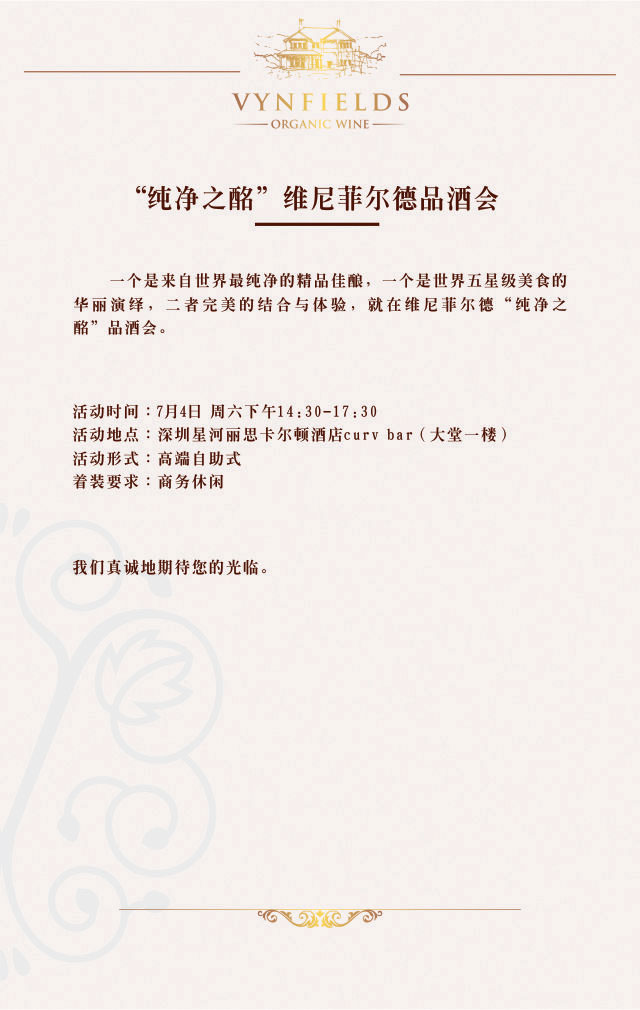 VYNFIELDS
ORGANIC WINE
“纯净之酩”维尼菲尔德品酒会
一个是来自世界最纯净的精品佳酿，一个是世界五星级美食的
华丽演绎，二者完美的结合与体验，就在维尼菲尔德“纯净之
酩”品酒会。
活动时间：7月4日 周六下午14:30-17:30
活动地点：深圳星河丽思卡尔顿酒店curv bar（大堂一楼）
活动形式：高端自助式
着装要求：商务休闲
我们真诚地期待您的光临。